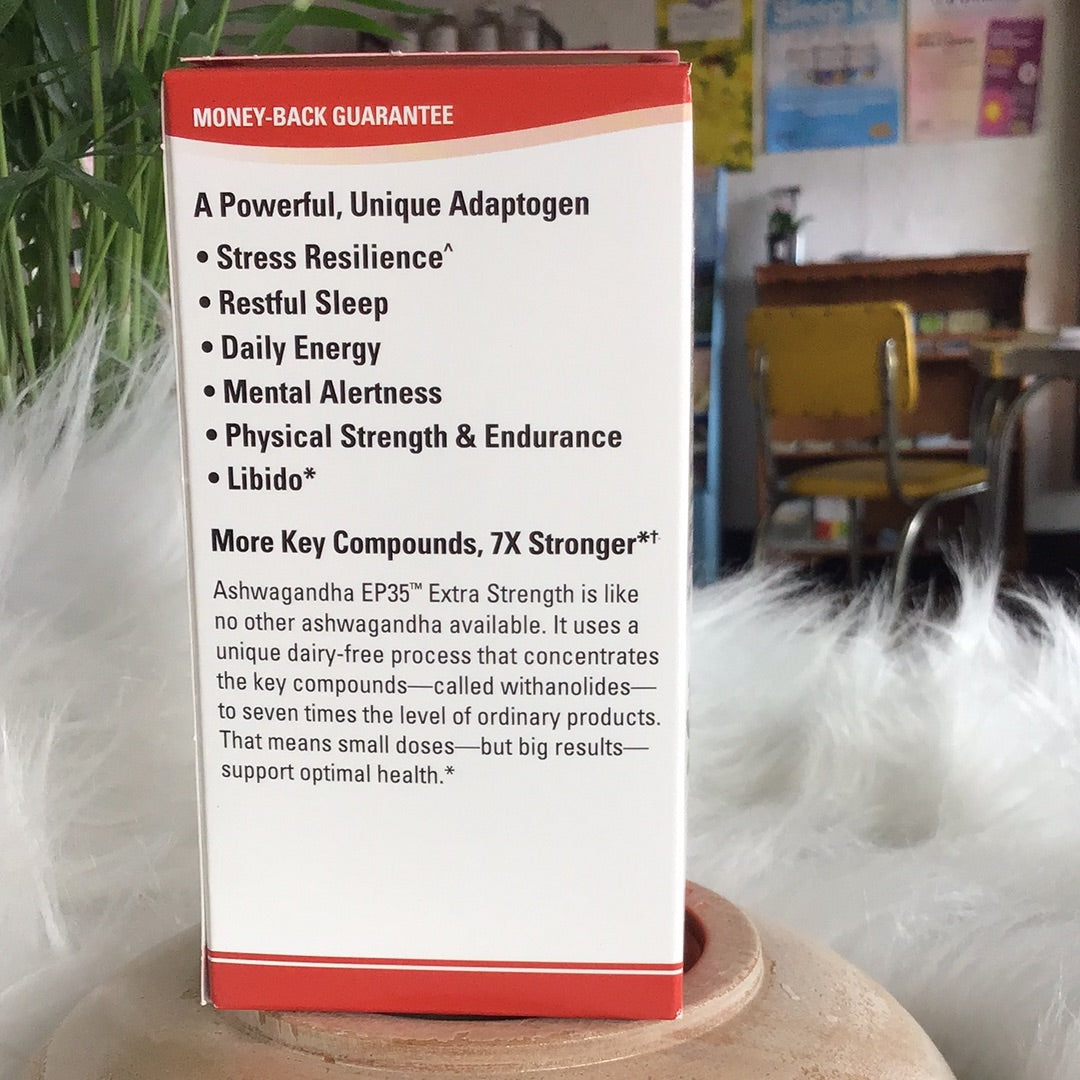 MONEY-BACK GUARANTEE
A Powerful, Unique Adaptogen
• Stress Resilience^
• Restful Sleep
• Daily Energy
• Mental Alertness
• Physical Strength & Endurance
• Libido*
More Key Compounds, 7X Stronger*†
Ashwagandha EP35™ Extra Strength is like
no other ashwagandha available. It uses a
unique dairy-free process that concentrates
the key compounds—called withanolides—
to seven times the level of ordinary products.
That means small doses—but big results—
support optimal health.*